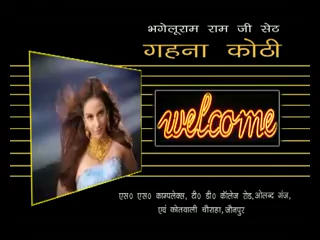 भगेलूराम राम जी सेठ
गहना कोठी
welcome
एस० एस० काम्पलेक्स, टी० डी० कॉलेज रोड,ओलन्द गंज,
एवं कोतवाली चौराहा,जौनपुर